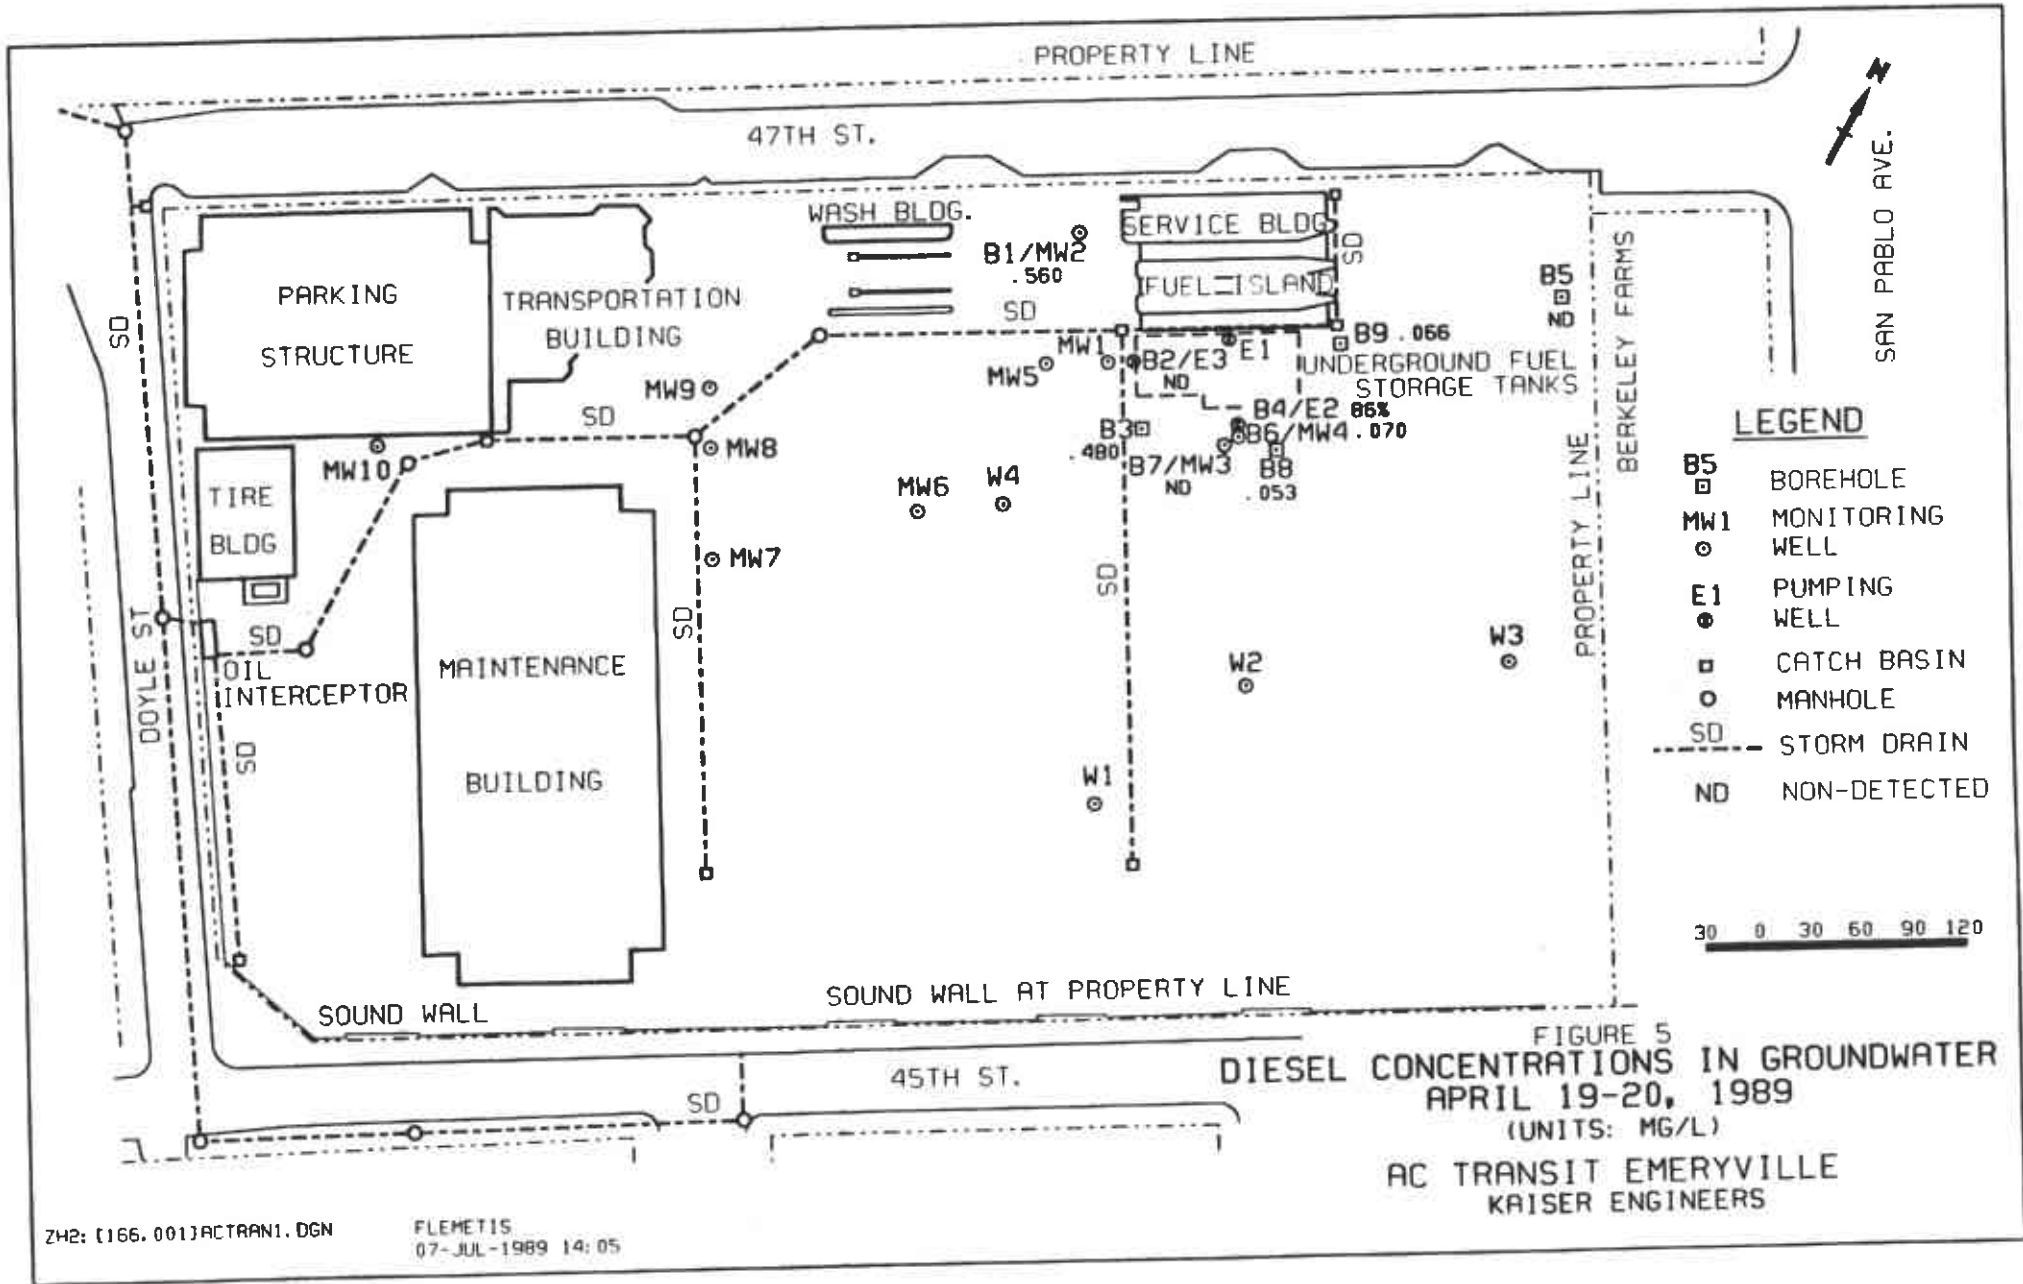 PROPERTY LINE
47TH ST.
N
SAN PABLO AVE.
WASH BLDG.
SERVICE BLDG
SD
B1/MW2
.560
FUEL ISLAND
PARKING
STRUCTURE
TRANSPORTATION
BUILDING
SD
SD
B5
ND
BERKELEY FARMS
B9 .066
MW1
B2/E3
ND
E1
UNDERGROUND FUEL
STORAGE TANKS
MW5
MW9
SD
B4/E2 86%
B6/MW4 .070
B3
.480
B7/MW3
ND
B8
.053
MW8
MW10
TIRE
BLDG
MW6
W4
MW7
SD
SD
PROPERTY LINE
LEGEND
B5
BOREHOLE
MW1
MONITORING
WELL
E1
PUMPING
WELL
CATCH BASIN
MANHOLE
SD
STORM DRAIN
ND
NON-DETECTED
DOYLE ST
SD
OIL
INTERCEPTOR
SD
MAINTENANCE
BUILDING
W2
W3
W1
30 0 30 60 90 120
SOUND WALL
SOUND WALL AT PROPERTY LINE
45TH ST.
SD
FIGURE 5
DIESEL CONCENTRATIONS IN GROUNDWATER
APRIL 19-20, 1989
(UNITS: MG/L)
AC TRANSIT EMERYVILLE
KAISER ENGINEERS
ZH2:[166.001]ACTRAN1.DGN
FLEMETIS
07-JUL-1989 14:05